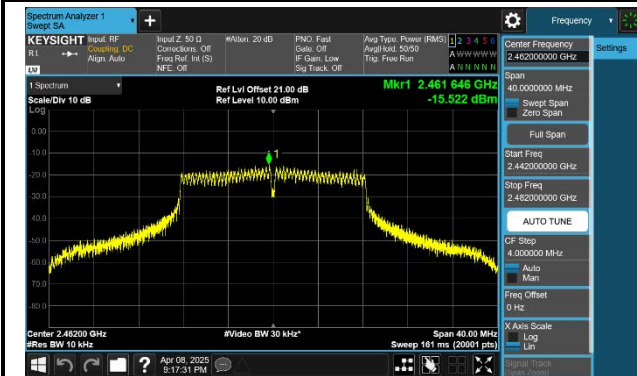 Spectrum Analyzer 1
Swept SA
+
Frequency
KEYSIGHT
Input: RF
Coupling: DC
Align: Auto
Input Z: 50 Ω
Corrections: Off
Freq Ref: Int (S)
NFE: Off
#Atten: 20 dB
PNO: Fast
Gate: Off
IF Gain: Low
Sig Track: Off
Avg Type: Power (RMS)
Avg|Hold: 50/50
Trig: Free Run
1 2 3 4 5 6
A W W W W W
A N N N N N
RL
LXI
1 Spectrum
Scale/Div 10 dB
Log
Ref Lvl Offset 21.00 dB
Ref Level 10.00 dBm
Mkr1 2.461 646 GHz
-15.522 dBm
1
0.00
-10.0
-20.0
-30.0
-40.0
-50.0
-60.0
-70.0
-80.0
Center 2.46200 GHz
#Res BW 10 kHz
#Video BW 30 kHz*
Span 40.00 MHz
Sweep 161 ms (20001 pts)
Apr 08, 2025
9:17:31 PM
?
Center Frequency
2.462000000 GHz
Settings
Span
40.0000000 MHz
Swept Span
Zero Span
Full Span
Start Freq
2.442000000 GHz
Stop Freq
2.482000000 GHz
AUTO TUNE
CF Step
4.000000 MHz
Auto
Man
Freq Offset
0 Hz
X Axis Scale
Log
Lin
Signal Track
(Span Zoom)